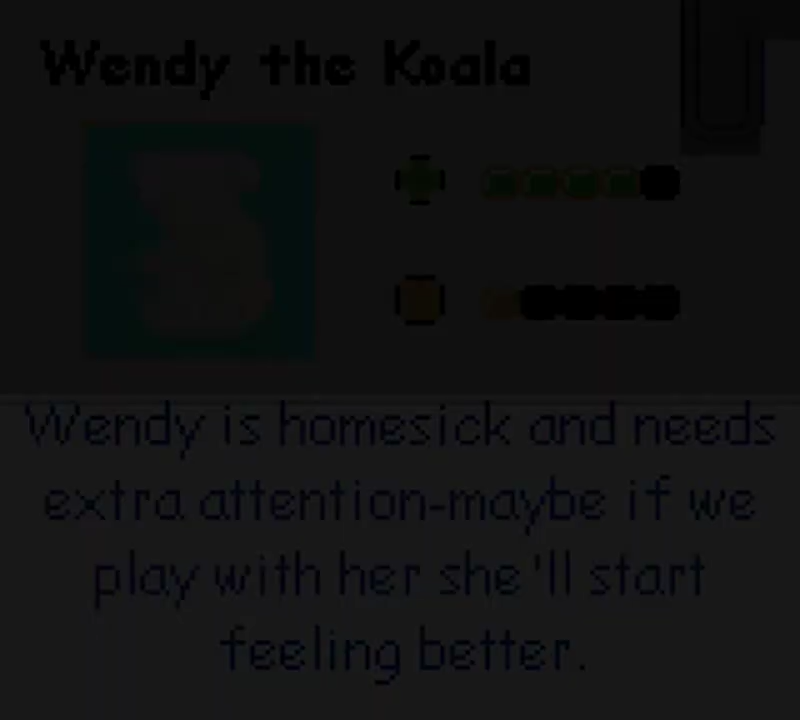 Wendy the Koala
Wendy is homesick and needs
extra attention-maybe if we
play with her she'll start
feeling better.